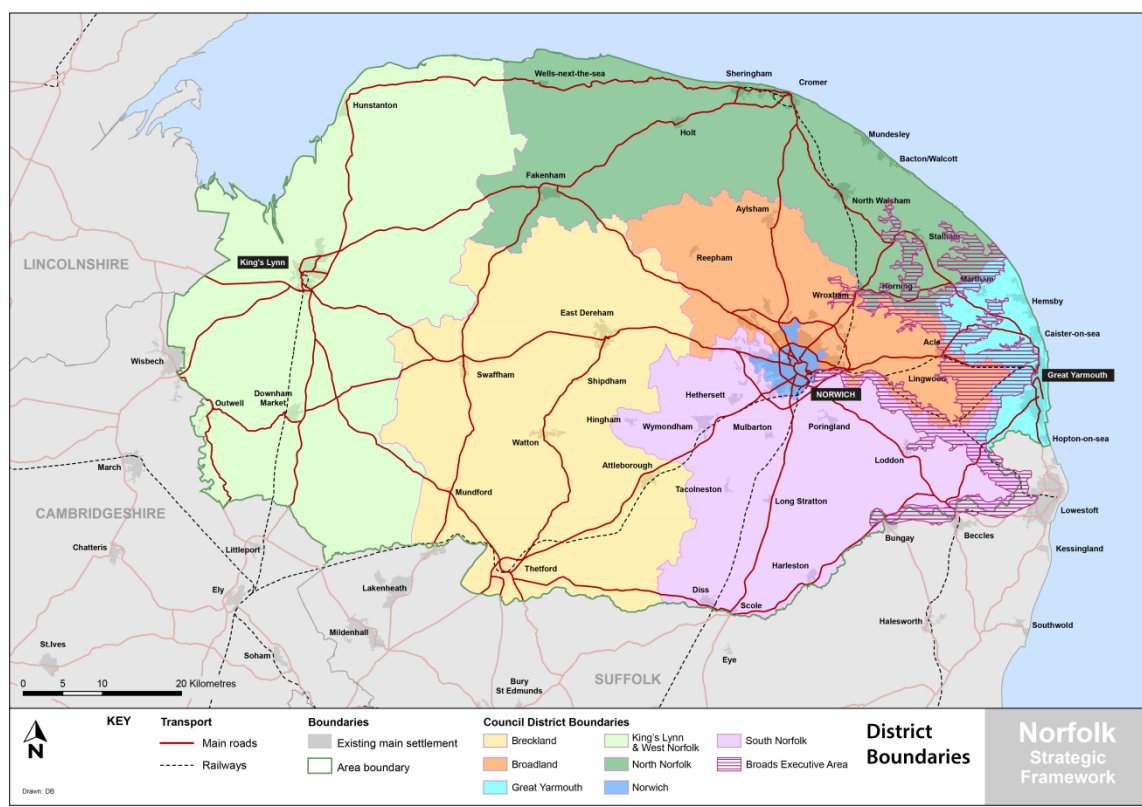 Wells-next-the-sea
Sheringham
Cromer
Hunstanton
Holt
Mundesley
Bacton/Walcott
Fakenham
North Walsham
Aylsham
Stalham
LINCOLNSHIRE
King's Lynn
Reepham
Martham
Horning
Wroxham
Hemsby
East Dereham
Caister-on-sea
Wisbech
Acle
Swaffham
Shipdham
Lingwood
Great Yarmouth
Downham
Market
Outwell
Hethersett
NORWICH
Hingham
Wymondham
Mulbarton
Poringland
Watton
Hopton-on-sea
March
Attleborough
Loddon
Mundford
Tacolneston
Long Stratton
CAMBRIDGESHIRE
Lowestoft
Chatteris
Littleport
Bungay
Beccles
Kessingland
Thetford
Harleston
Ely
Lakenheath
Diss
Scole
Mildenhall
Halesworth
Southwold
St.Ives
Soham
Eye
SUFFOLK
Bury
St Edmunds
0 5 10 20 Kilometres
N
KEY
Transport
Main roads
Railways
Boundaries
Existing main settlement
Area boundary
Council District Boundaries
Breckland
Broadland
Great Yarmouth
King's Lynn
& West Norfolk
North Norfolk
Norwich
South Norfolk
Broads Executive Area
District
Boundaries
Norfolk
Strategic
Framework
Drawn: DB